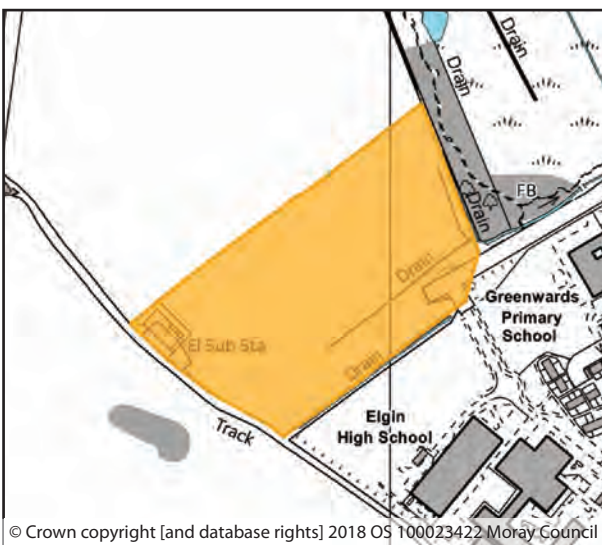 Drain
Drain
Drain
FB
Drain
Drain
Greenwards
Primary
School
El Sub Sta
Drain
Elgin
High School
Track
© Crown copyright [and database rights] 2018 OS 100023422 Moray Council